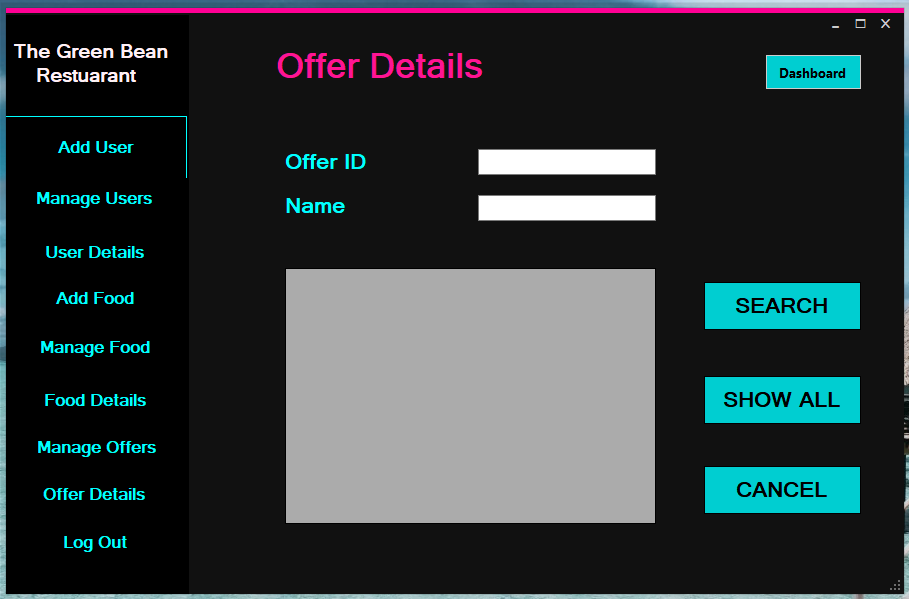 The Green Bean
Restuarant
Add User
Manage Users
User Details
Add Food
Manage Food
Food Details
Manage Offers
Offer Details
Log Out
Offer Details
Dashboard
Offer ID
Name
SEARCH
SHOW ALL
CANCEL